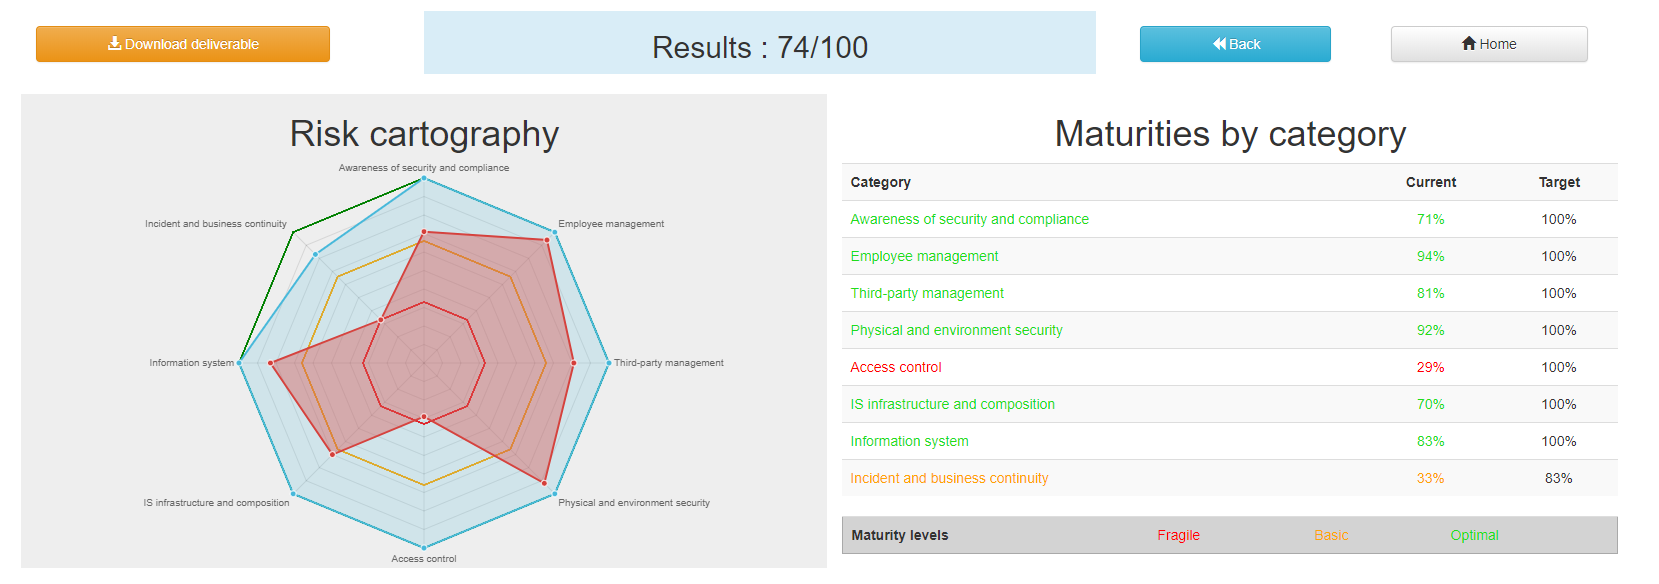 Download deliverable
Results : 74/100
Back
Home
Risk cartography
Awareness of security and compliance
Incident and business continuity
Employee management
Information system
Third-party management
IS infrastructure and composition
Physical and environment security
Access control
Maturities by category
Category Current Target
Awareness of security and compliance 71% 100%
Employee management 94% 100%
Third-party management 81% 100%
Physical and environment security 92% 100%
Access control 29% 100%
IS infrastructure and composition 70% 100%
Information system 83% 100%
Incident and business continuity 33% 83%
Maturity levels Fragile Basic Optimal